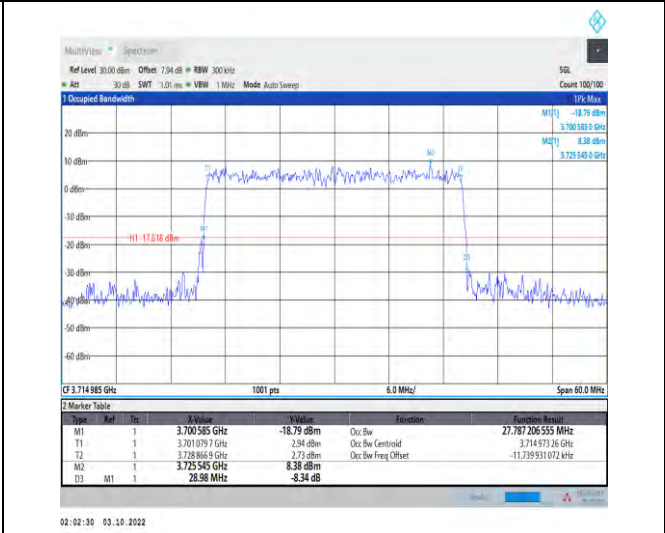 MultiView Spectrum
Ref Level 30.00 dBm Offset 7.94 dB RBW 300 kHz SGL
Att 30 dB SWT 1.01 ms VBW 1 MHz Mode Auto Sweep Count 100/100
1 Occupied Bandwidth 1Pk Max
M1(1) -18.79 dBm
3.700 585 0 GHz
M2(1) 8.38 dBm
3.725 545 0 GHz
20 dBm
10 dBm
M2
T1
0 dBm
-10 dBm
M1
H1 -17.618 dBm
-20 dBm
D3
-30 dBm
-40 dBm
-50 dBm
-60 dBm
CF 3.714 985 GHz 1001 pts 6.0 MHz/ Span 60.0 MHz
2 Marker Table
Type Ref Trc X-Value Y-Value Function Function Result
M1 1 3.700 585 GHz -18.79 dBm Occ Bw 27.787 206 555 MHz
T1 1 3.701 079 7 GHz 2.94 dBm Occ Bw Centroid 3.714 973 26 GHz
T2 1 3.728 866 9 GHz 2.73 dBm Occ Bw Freq Offset -11.739 931 072 kHz
M2 1 3.725 545 GHz 8.38 dBm
D3 M1 1 28.98 MHz -8.34 dB
02:02:30 03.10.2022